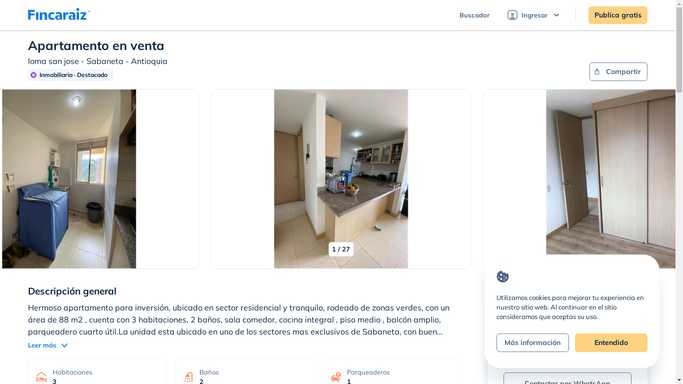 Fincaraiz
Buscador
Ingresar
Publica gratis
Apartamento en venta
loma san jose - Sabaneta - Antioquia
Inmobiliaria · Destacado
Compartir
1 / 27
Descripción general
Hermoso apartamento para inversión, ubicado en sector residencial y tranquilo, rodeado de zonas verdes, con un
área de 88 m2 , cuenta con 3 habitaciones, 2 baños, sala comedor, cocina integral , piso medio , balcón amplio,
parqueadero cuarto útil.La unidad esta ubicado en uno de los sectores mas exclusivos de Sabaneta, con buen...
Leer más
Habitaciones
3
Baños
2
Parqueaderos
1
Utilizamos cookies para mejorar tu experiencia en
nuestro sitio web. Al continuar en el sitio
consideramos que aceptas su uso.
Más información
Entendido
Contactar por WhatsApp